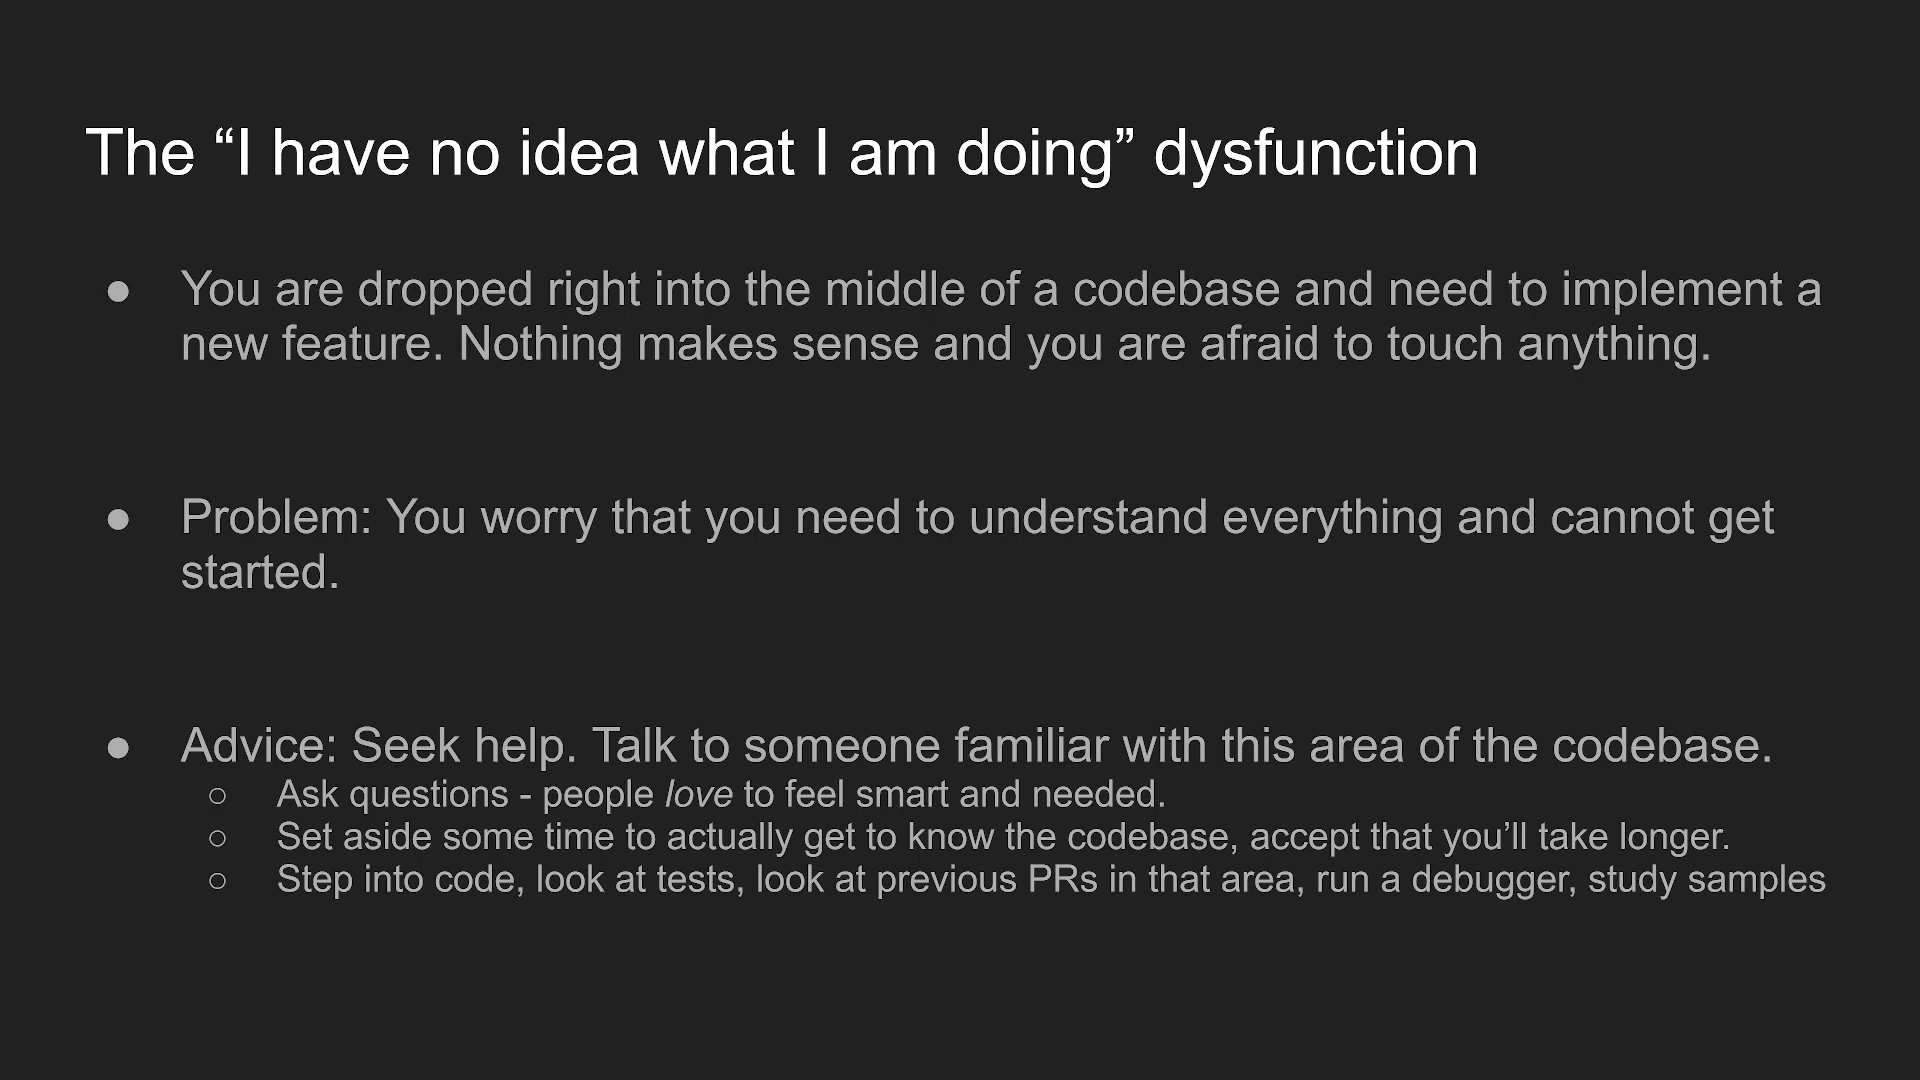 The “I have no idea what I am doing” dysfunction
● You are dropped right into the middle of a codebase and need to implement a
new feature. Nothing makes sense and you are afraid to touch anything.
● Problem: You worry that you need to understand everything and cannot get
started.
● Advice: Seek help. Talk to someone familiar with this area of the codebase.
○ Ask questions - people love to feel smart and needed.
○ Set aside some time to actually get to know the codebase, accept that you’ll take longer.
○ Step into code, look at tests, look at previous PRs in that area, run a debugger, study samples